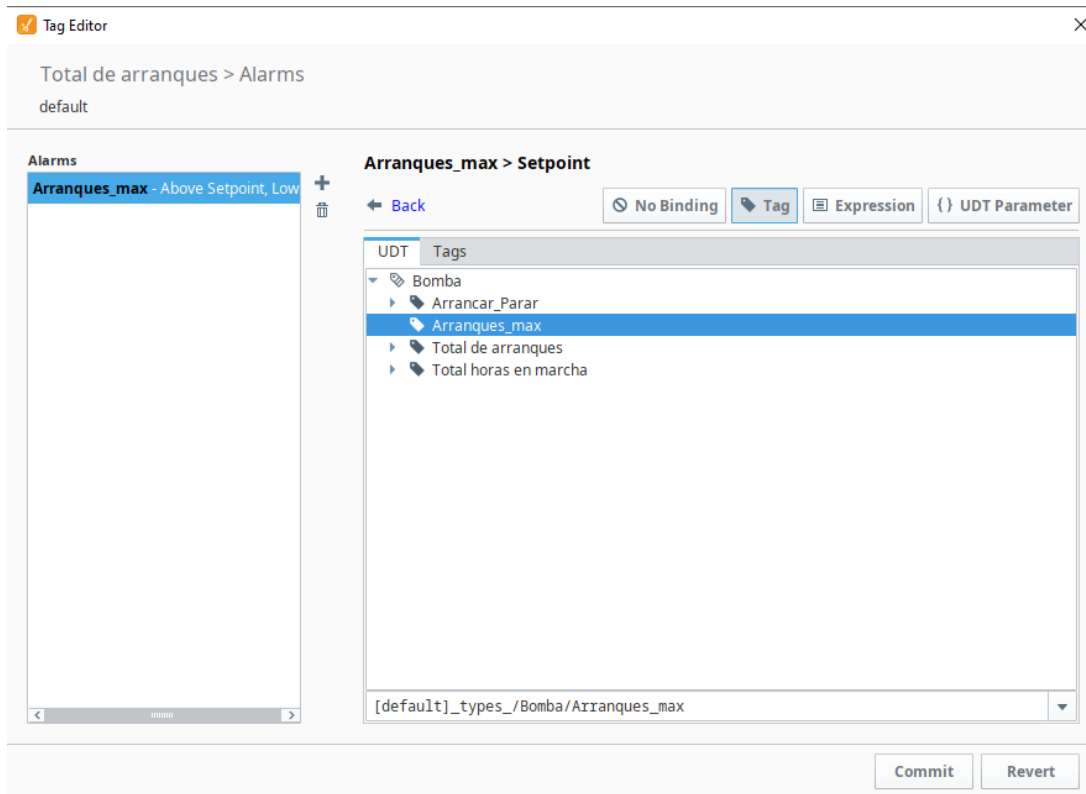 Tag Editor
Total de arranques > Alarms
default
Alarms
Arranques_max - Above Setpoint, Low
Arranques_max > Setpoint
Back
No Binding
Tag
Expression
{} UDT Parameter
UDT
Tags
Bomba
Arrancar_Parar
Arranques_max
Total de arranques
Total horas en marcha
[default]_types_/Bomba/Arranques_max
Commit
Revert